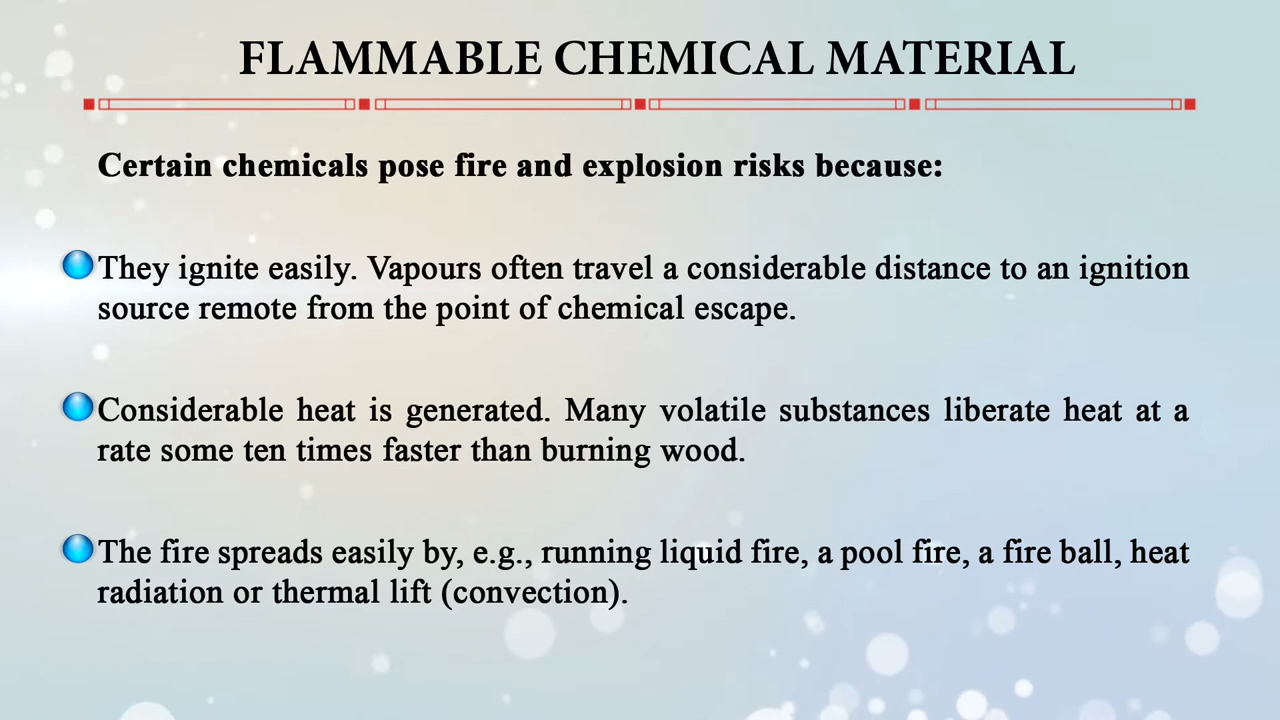 FLAMMABLE CHEMICAL MATERIAL
Certain chemicals pose fire and explosion risks because:
They ignite easily. Vapours often travel a considerable distance to an ignition
source remote from the point of chemical escape.
Considerable heat is generated. Many volatile substances liberate heat at a
rate some ten times faster than burning wood.
The fire spreads easily by, e.g., running liquid fire, a pool fire, a fire ball, heat
radiation or thermal lift (convection).